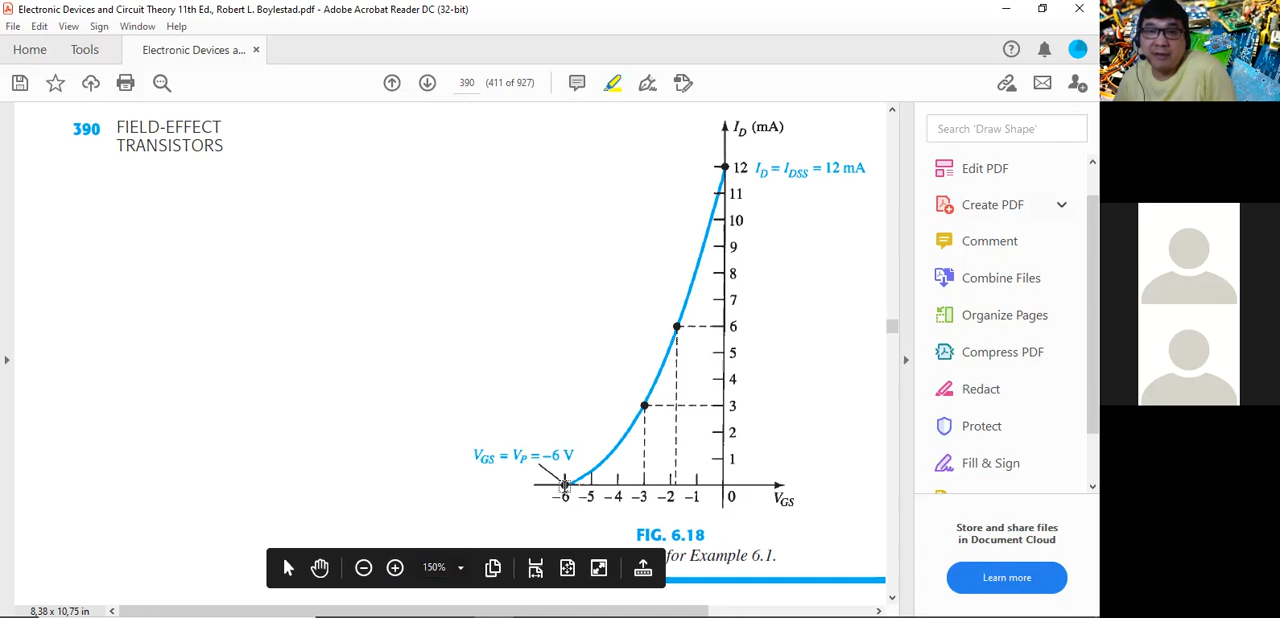 Electronic Devices and Circuit Theory 11th Ed., Robert L. Boylestad.pdf - Adobe Acrobat Reader DC (32-bit)
File Edit View Sign Window Help
Home Tools Electronic Devices a... ×
390 (411 of 927)
390 FIELD-EFFECT
TRANSISTORS
I_D (mA)
12 I_D = I_DSS = 12 mA
11
10
9
8
7
6
5
4
3
2
1
V_GS = V_P = –6 V
–6 –5 –4 –3 –2 –1 0 V_GS
FIG. 6.18
for Example 6.1.
150%
8,38 x 10,75 in
Search 'Draw Shape'
Edit PDF
Create PDF
Comment
Combine Files
Organize Pages
Compress PDF
Redact
Protect
Fill & Sign
Store and share files
in Document Cloud
Learn more